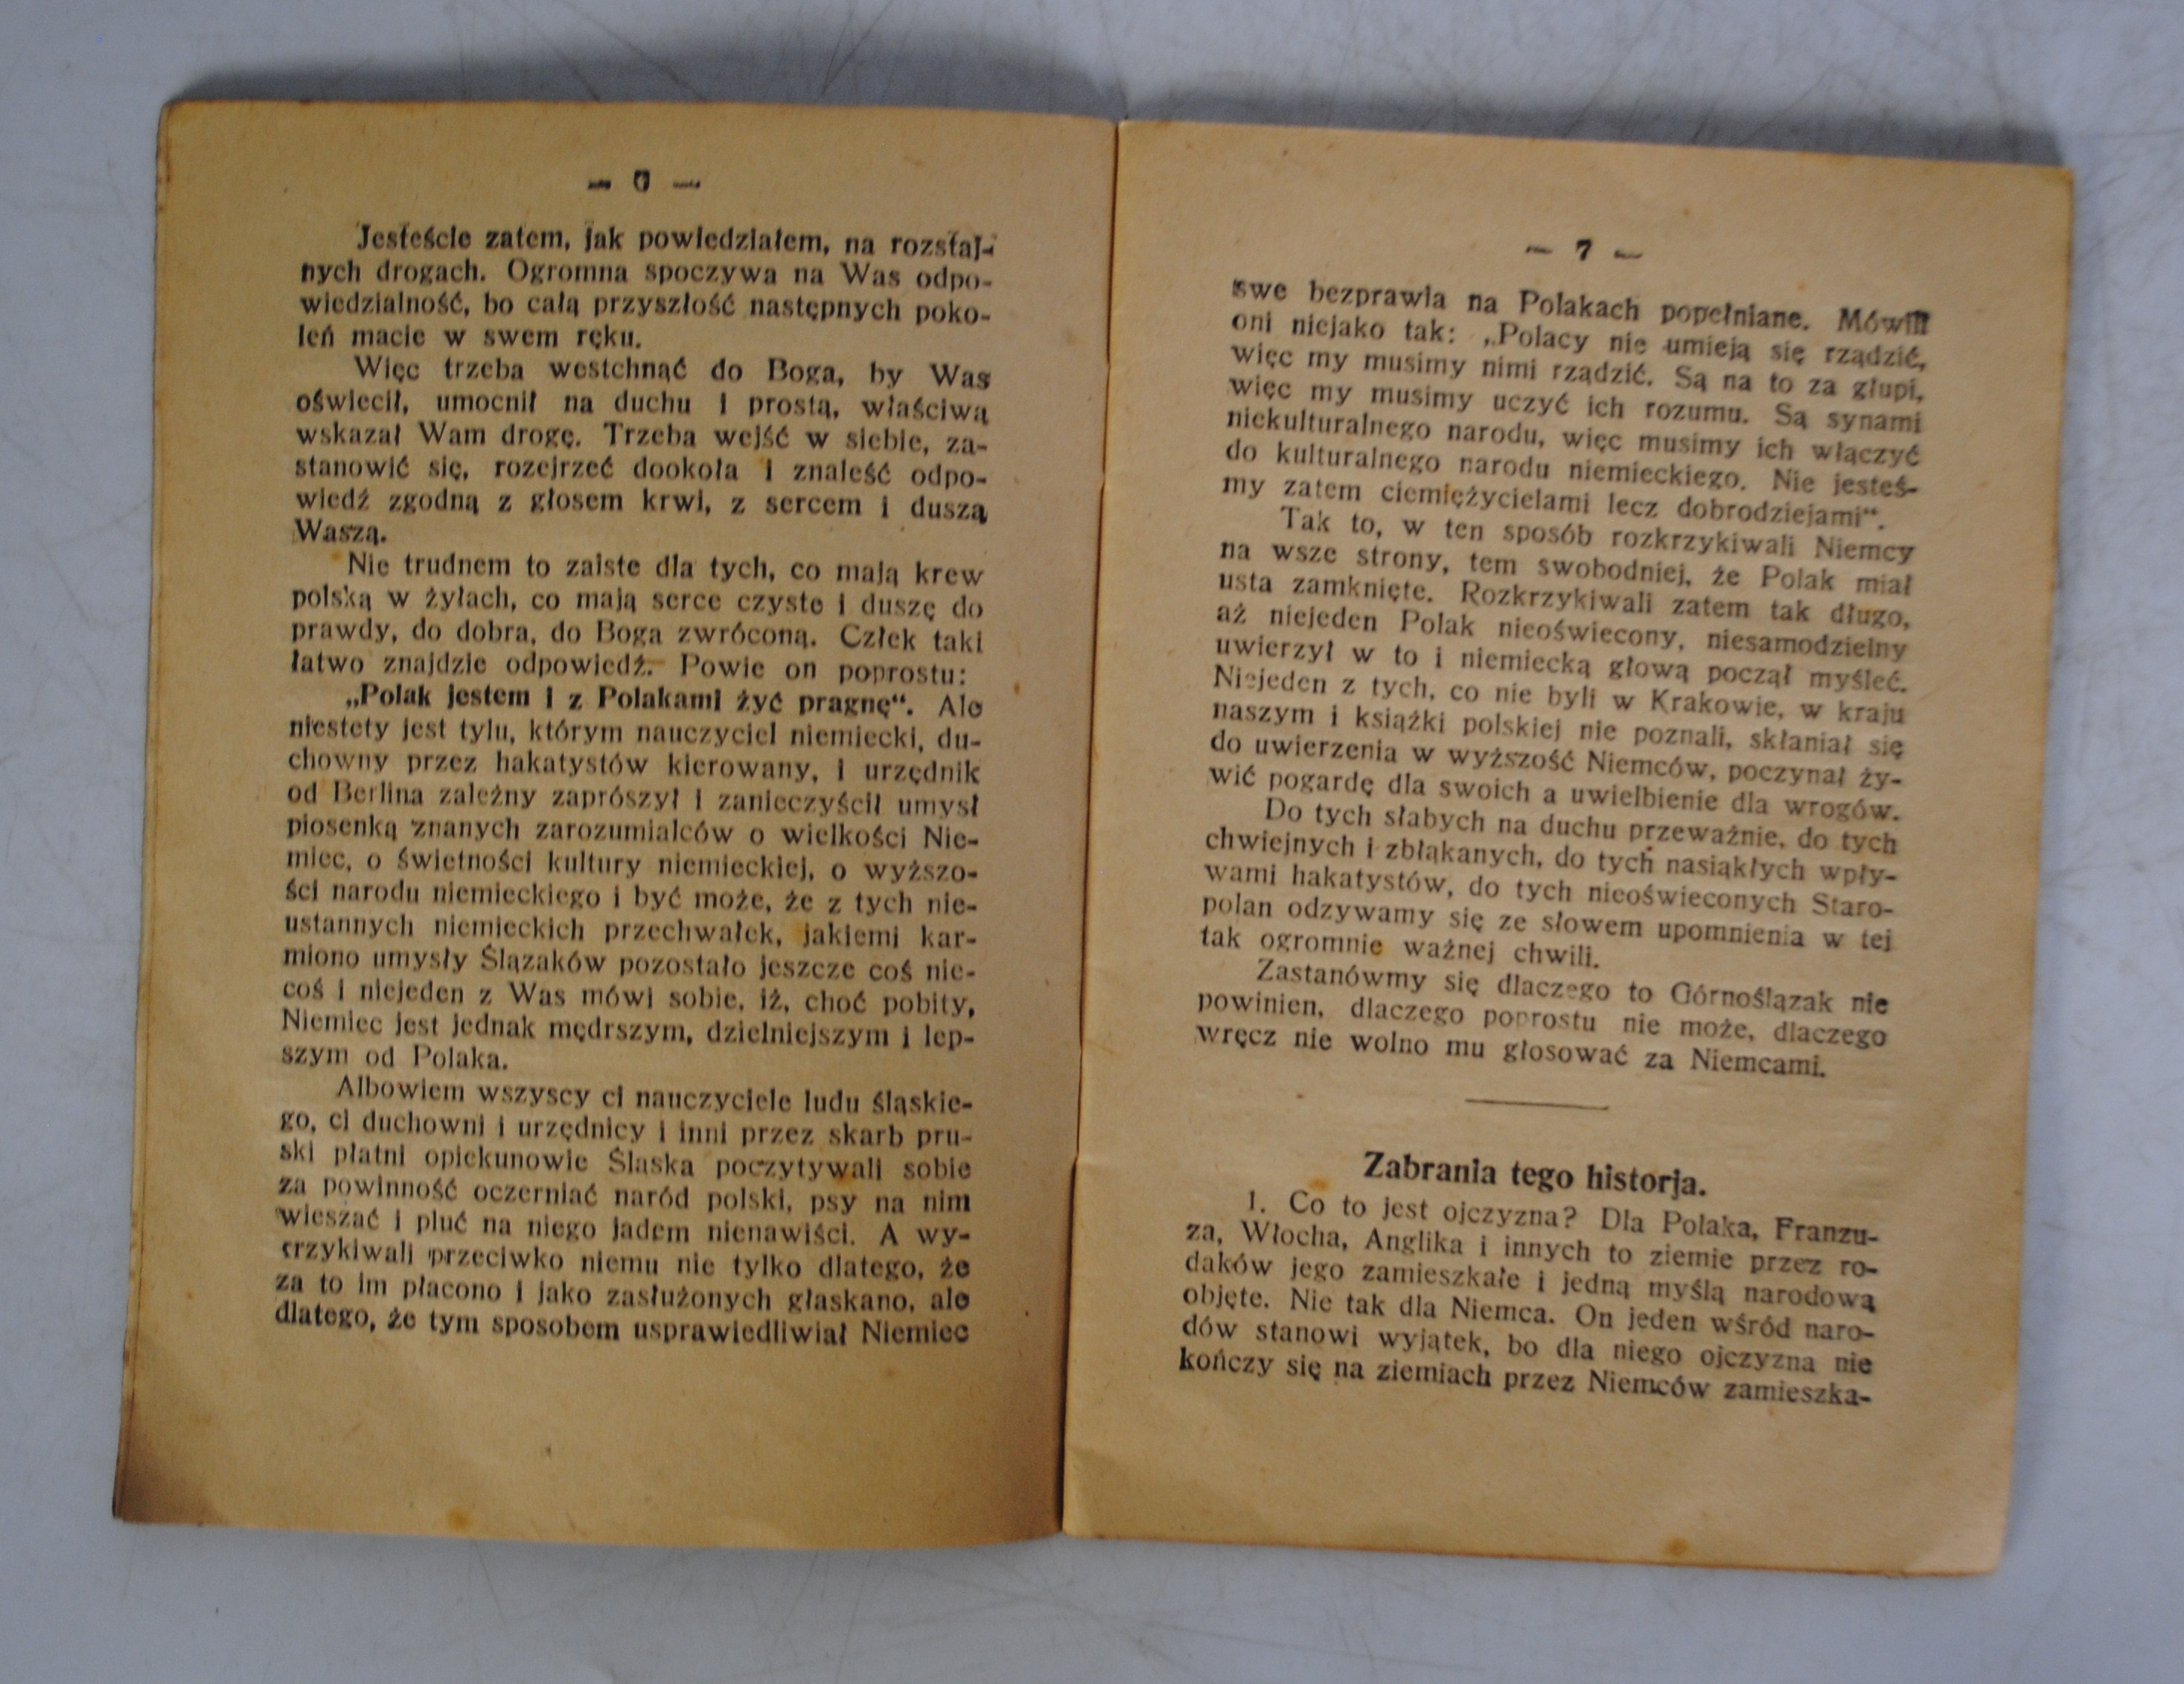 — 6 —
Jesteście zatem, jak powiedziałem, na rozstaj-
nych drogach. Ogromna spoczywa na Was odpo-
wiedzialność, bo całą przyszłość następnych poko-
leń macie w swem ręku.
Więc trzeba westchnąć do Boga, by Was
oświecił, umocnił na duchu i prostą, właściwą
wskazał Wam drogę. Trzeba wejść w siebie, za-
stanowić się, rozejrzeć dookoła i znaleść odpo-
wiedź zgodną z głosem krwi, z sercem i duszą
Waszą.
Nie trudnem to zaiste dla tych, co mają krew
polską w żyłach, co mają serce czyste i duszę do
prawdy, do dobra, do Boga zwróconą. Człek taki
łatwo znajdzie odpowiedź. Powie on poprostu:
„Polak jestem i z Polakami żyć pragnę“. Ale
niestety jest tylu, którym nauczyciel niemiecki, du-
chowny przez hakatystów kierowany, i urzędnik
od Berlina zależny zaprószył i zanieczyścił umysł
piosenką znanych zarozumialców o wielkości Nie-
miec, o świetności kultury niemieckiej, o wyższo-
ści narodu niemieckiego i być może, że z tych nie-
ustannych niemieckich przechwałek, jakiemi kar-
miono umysły Ślązaków pozostało jeszcze coś nie-
coś i niejeden z Was mówi sobie, iż, choć pobity,
Niemiec jest jednak mędrszym, dzielniejszym i lep-
szym od Polaka.
Albowiem wszyscy ci nauczyciele ludu śląskie-
go, ci duchowni i urzędnicy i inni przez skarb pru-
ski płatni opiekunowie Śląska poczytywali sobie
za powinność oczerniać naród polski, psy na nim
wieszać i pluć na niego jadem nienawiści. A wy-
krzykiwali przeciwko niemu nie tylko dlatego, że
za to im płacono i jako zasłużonych głaskano, ale
dlatego, że tym sposobem usprawiedliwiał Niemiec
— 7 —
swe bezprawia na Polakach popełniane. Mówili
oni niejako tak: „Polacy nie umieją się rządzić,
więc my musimy nimi rządzić. Są na to za głupi,
więc my musimy uczyć ich rozumu. Są synami
niekulturalnego narodu, więc musimy ich włączyć
do kulturalnego narodu niemieckiego. Nie jesteś-
my zatem ciemiężycielami lecz dobrodziejami“.
Tak to, w ten sposób rozkrzykiwali Niemcy
na wsze strony, tem swobodniej, że Polak miał
usta zamknięte. Rozkrzykiwali zatem tak długo,
aż niejeden Polak nieoświecony, niesamodzielny
uwierzył w to i niemiecką głową począł myśleć.
Niejeden z tych, co nie byli w Krakowie, w kraju
naszym i książki polskiej nie poznali, skłaniał się
do uwierzenia w wyższość Niemców, poczynał ży-
wić pogardę dla swoich a uwielbienie dla wrogów.
Do tych słabych na duchu przeważnie, do tych
chwiejnych i zbłąkanych, do tych nasiąkłych wpły-
wami hakatystów, do tych nieoświeconych Staro-
polan odzywamy się ze słowem upomnienia w tej
tak ogromnie ważnej chwili.
Zastanówmy się dlaczego to Górnoślązak nie
powinien, dlaczego poprostu nie może, dlaczego
wręcz nie wolno mu głosować za Niemcami.
Zabrania tego historja.
1. Co to jest ojczyzna? Dla Polaka, Franzu-
za, Włocha, Anglika i innych to ziemie przez ro-
daków jego zamieszkałe i jedną myślą narodową
objęte. Nie tak dla Niemca. On jeden wśród naro-
dów stanowi wyjątek, bo dla niego ojczyzna nie
kończy się na ziemiach przez Niemców zamieszka-